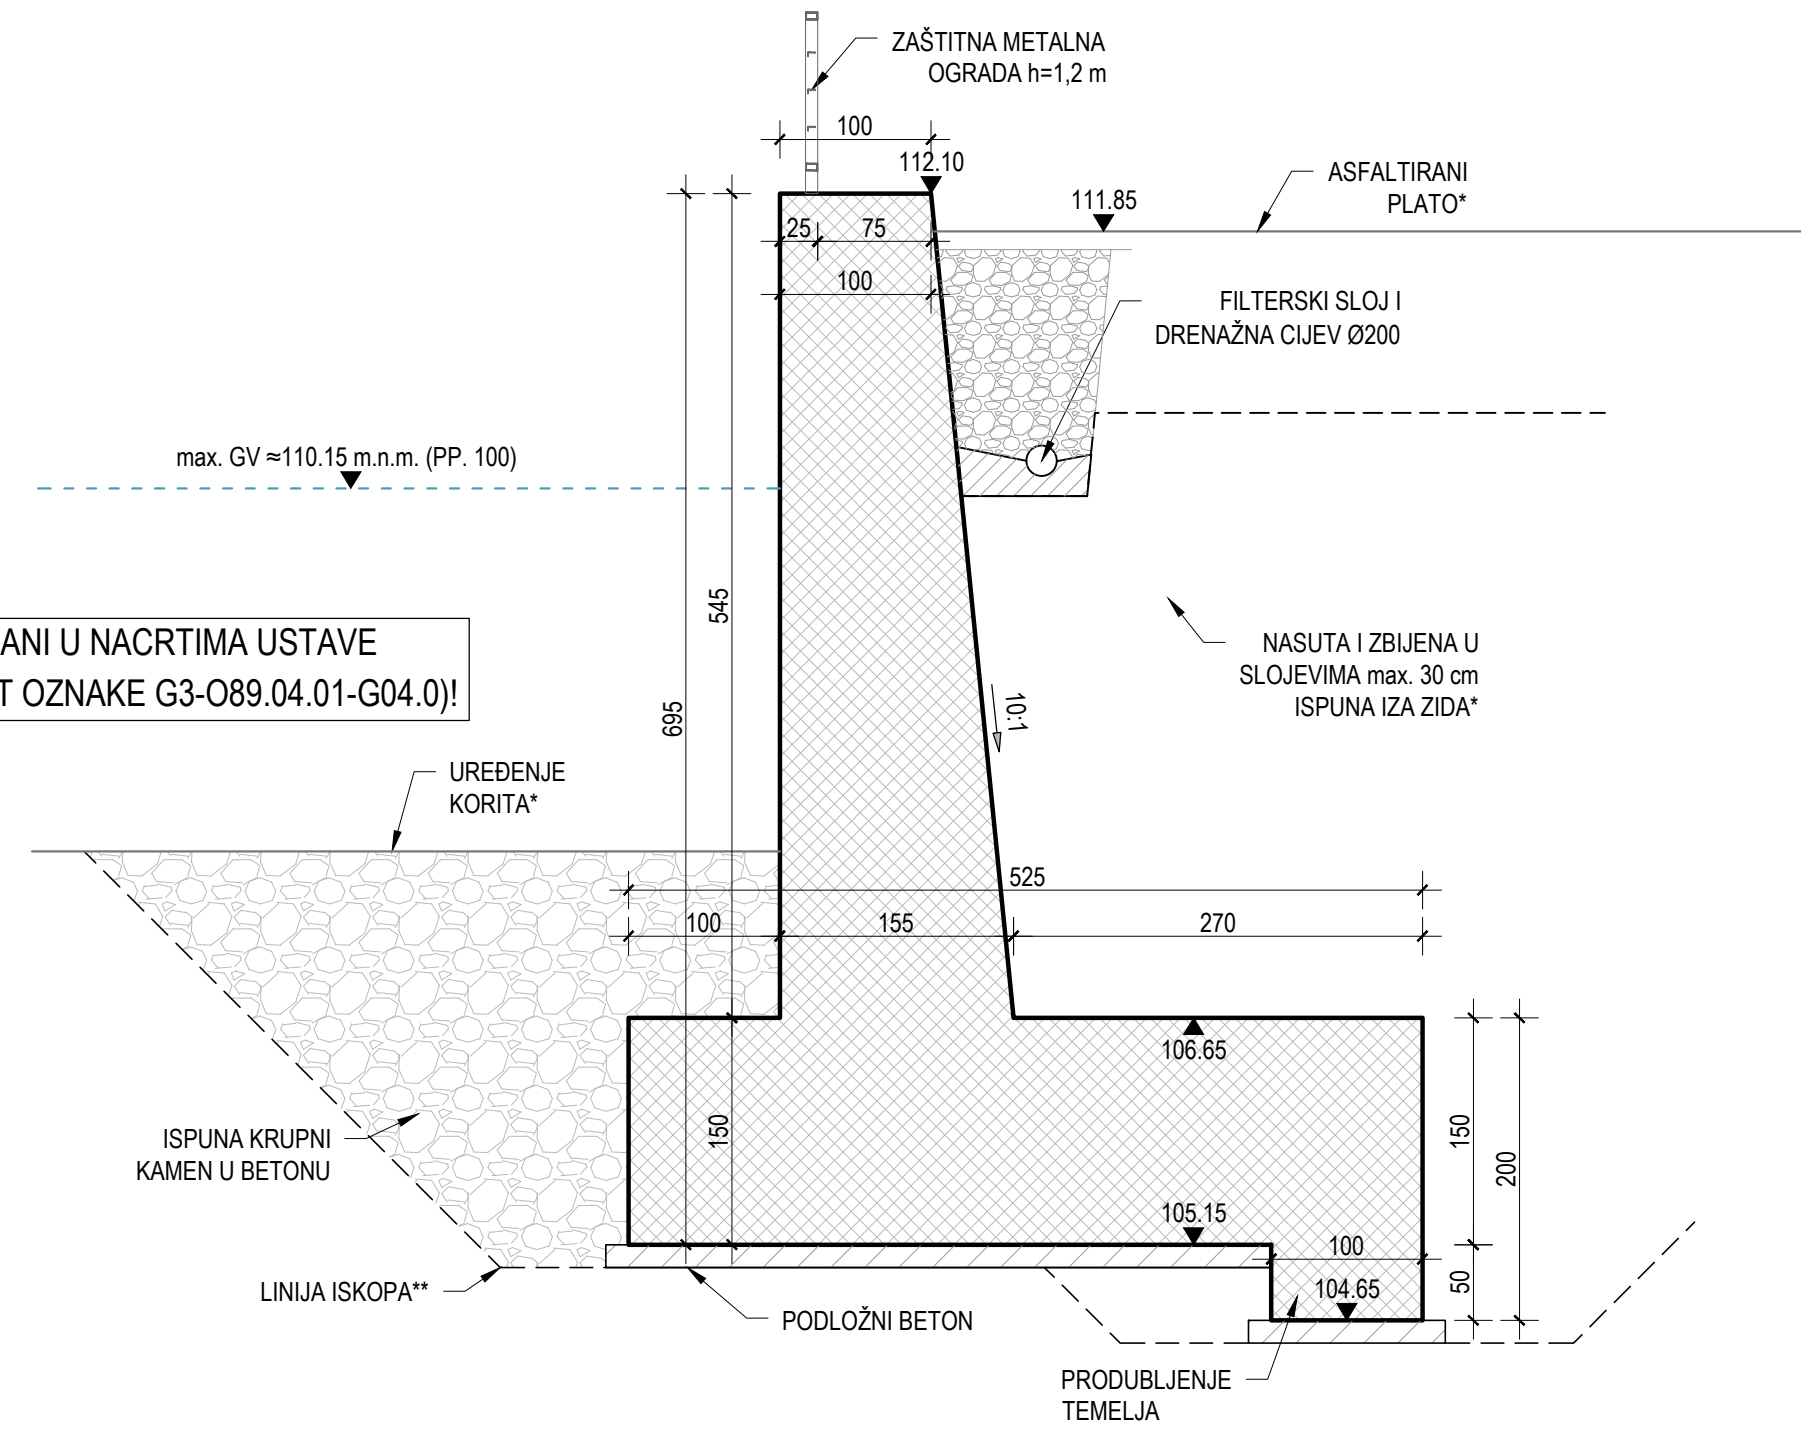 ZAŠTITNA METALNA
OGRADA h=1,2 m
100
112.10
ASFALTIRANI
PLATO*
111.85
25
75
100
FILTERSKI SLOJ I
DRENAŽNA CIJEV Ø200
max. GV ≈110.15 m.n.m. (PP. 100)
545
695
ANI U NACRTIMA USTAVE
T OZNAKE G3-O89.04.01-G04.0)!
10:1
NASUTA I ZBIJENA U
SLOJEVIMA max. 30 cm
ISPUNA IZA ZIDA*
UREĐENJE
KORITA*
525
100
155
270
106.65
150
150
200
ISPUNA KRUPNI
KAMEN U BETONU
105.15
100
50
104.65
LINIJA ISKOPA**
PODLOŽNI BETON
PRODUBLJENJE
TEMELJA